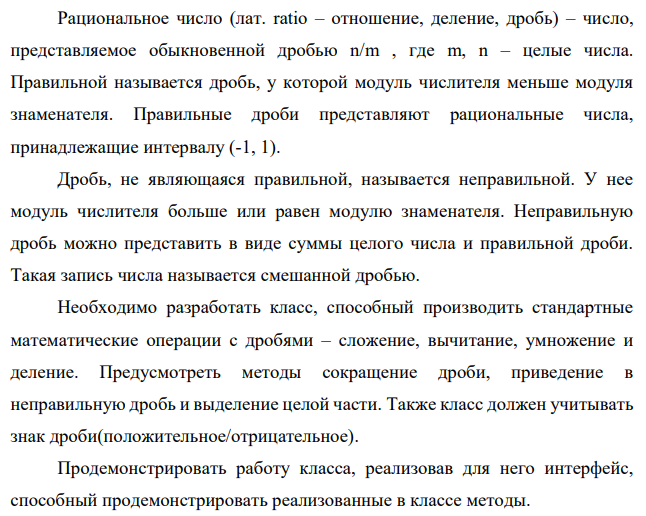 Рациональное число (лат. ratio – отношение, деление, дробь) – число,
представляемое обыкновенной дробью n/m , где m, n – целые числа.
Правильной называется дробь, у которой модуль числителя меньше модуля
знаменателя. Правильные дроби представляют рациональные числа,
принадлежащие интервалу (-1, 1).
Дробь, не являющаяся правильной, называется неправильной. У нее
модуль числителя больше или равен модулю знаменателя. Неправильную
дробь можно представить в виде суммы целого числа и правильной дроби.
Такая запись числа называется смешанной дробью.
Необходимо разработать класс, способный производить стандартные
математические операции с дробями – сложение, вычитание, умножение и
деление. Предусмотреть методы сокращение дроби, приведение в
неправильную дробь и выделение целой части. Также класс должен учитывать
знак дроби(положительное/отрицательное).
Продемонстрировать работу класса, реализовав для него интерфейс,
способный продемонстрировать реализованные в классе методы.